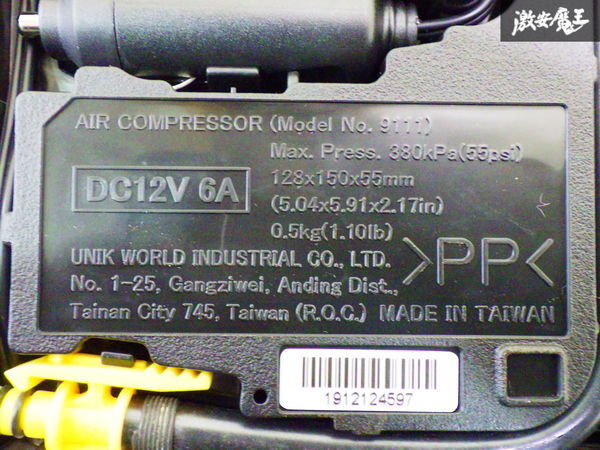 激安魔王
AIR COMPRESSOR (Model No. 9111)
Max. Press. 380kPa(55psi)
DC12V 6A
128x150x55mm
(5.04x5.91x2.17in)
0.5kg(1.10lb)
>PP<
UNIK WORLD INDUSTRIAL CO., LTD.
No. 1-25, Gangziwei, Anding Dist.,
Tainan City 745, Taiwan (R.O.C.) MADE IN TAIWAN
1912124597